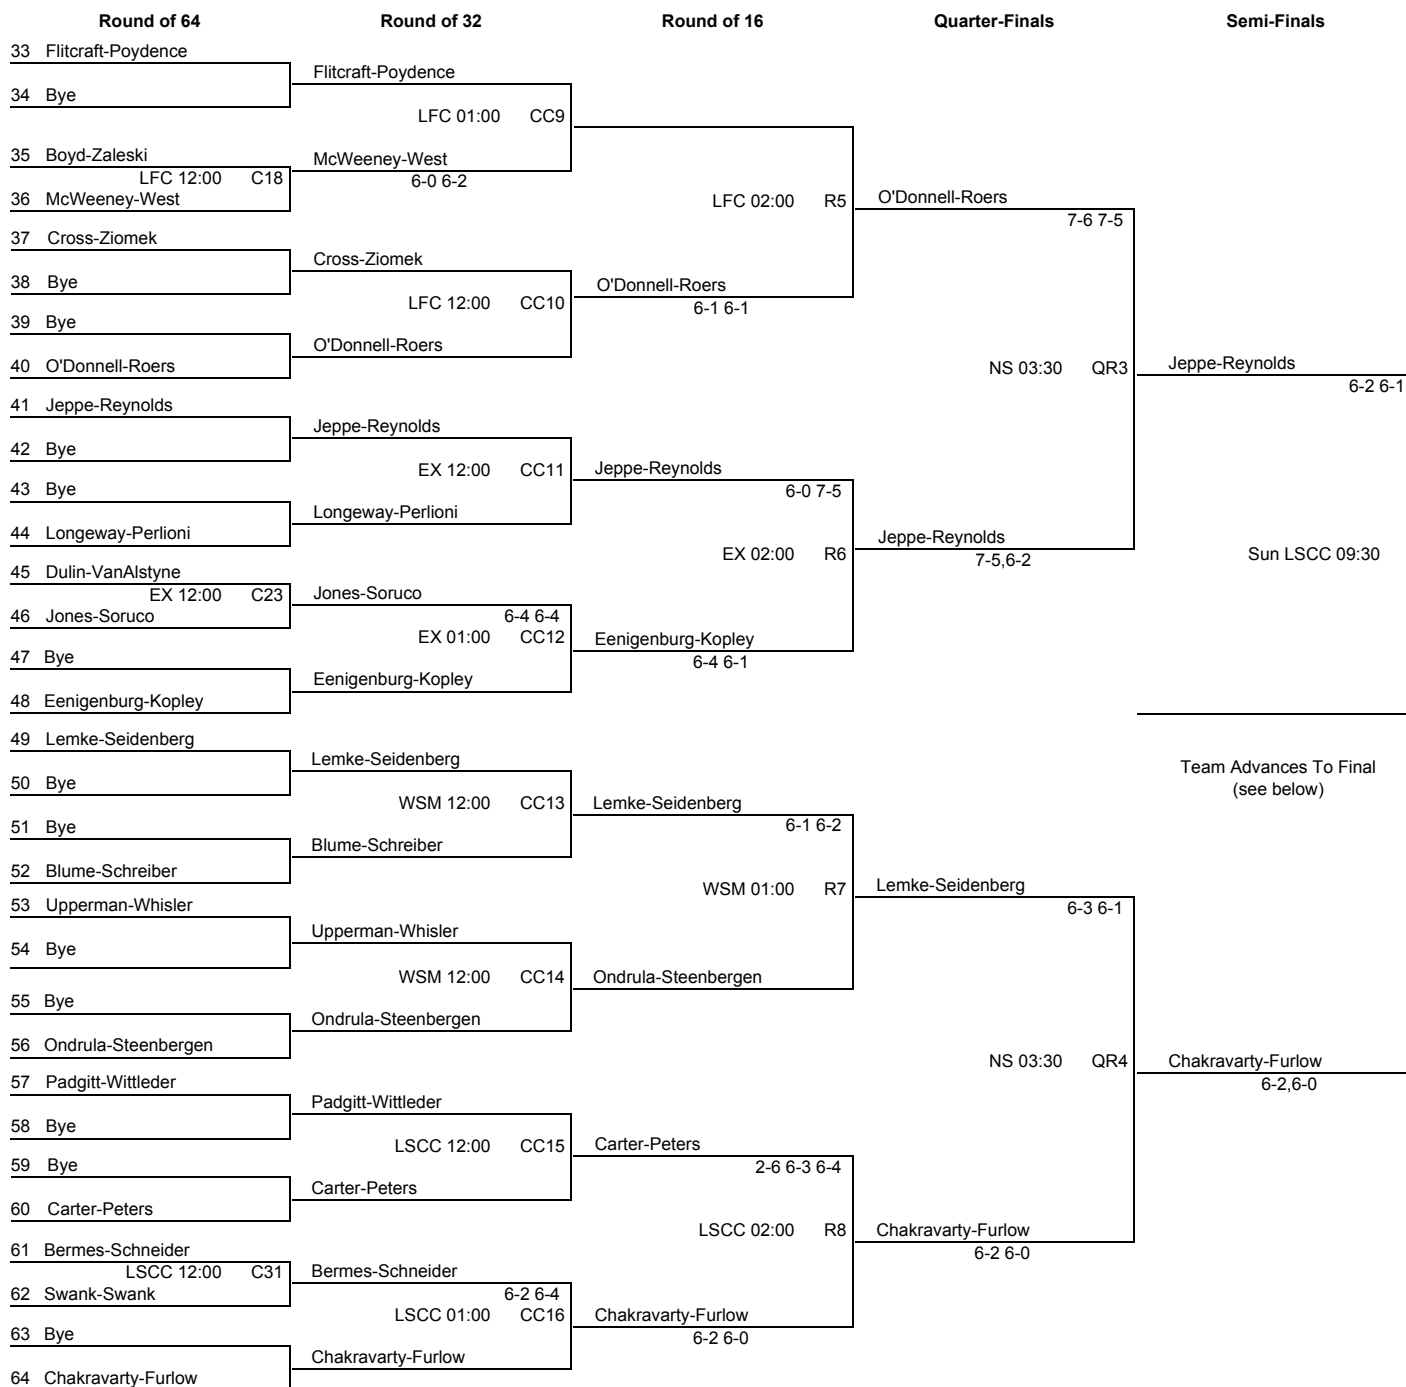 Round of 64 Round of 32 Round of 16 Quarter-Finals Semi-Finals
33 Flitcraft-Poydence
Flitcraft-Poydence
34 Bye
LFC 01:00 CC9
35 Boyd-Zaleski
McWeeney-West
LFC 12:00 C18
6-0 6-2
36 McWeeney-West
LFC 02:00 R5
O'Donnell-Roers
7-6 7-5
37 Cross-Ziomek
Cross-Ziomek
38 Bye
O'Donnell-Roers
LFC 12:00 CC10
6-1 6-1
39 Bye
O'Donnell-Roers
40 O'Donnell-Roers
NS 03:30 QR3
Jeppe-Reynolds
6-2 6-1
41 Jeppe-Reynolds
Jeppe-Reynolds
42 Bye
EX 12:00 CC11
Jeppe-Reynolds
6-0 7-5
43 Bye
Longeway-Perlioni
44 Longeway-Perlioni
Jeppe-Reynolds
EX 02:00 R6
7-5,6-2
Sun LSCC 09:30
45 Dulin-VanAlstyne
EX 12:00 C23
Jones-Soruco
46 Jones-Soruco
6-4 6-4
EX 01:00 CC12
Eenigenburg-Kopley
6-4 6-1
47 Bye
Eenigenburg-Kopley
48 Eenigenburg-Kopley
49 Lemke-Seidenberg
Lemke-Seidenberg
Team Advances To Final
(see below)
50 Bye
WSM 12:00 CC13
Lemke-Seidenberg
6-1 6-2
51 Bye
Blume-Schreiber
52 Blume-Schreiber
WSM 01:00 R7
Lemke-Seidenberg
6-3 6-1
53 Upperman-Whisler
Upperman-Whisler
54 Bye
WSM 12:00 CC14
Ondrula-Steenbergen
55 Bye
Ondrula-Steenbergen
56 Ondrula-Steenbergen
NS 03:30 QR4
Chakravarty-Furlow
6-2,6-0
57 Padgitt-Wittleder
Padgitt-Wittleder
58 Bye
LSCC 12:00 CC15
Carter-Peters
2-6 6-3 6-4
59 Bye
Carter-Peters
60 Carter-Peters
LSCC 02:00 R8
Chakravarty-Furlow
6-2 6-0
61 Bermes-Schneider
LSCC 12:00 C31
Bermes-Schneider
62 Swank-Swank
6-2 6-4
LSCC 01:00 CC16
Chakravarty-Furlow
6-2 6-0
63 Bye
Chakravarty-Furlow
64 Chakravarty-Furlow